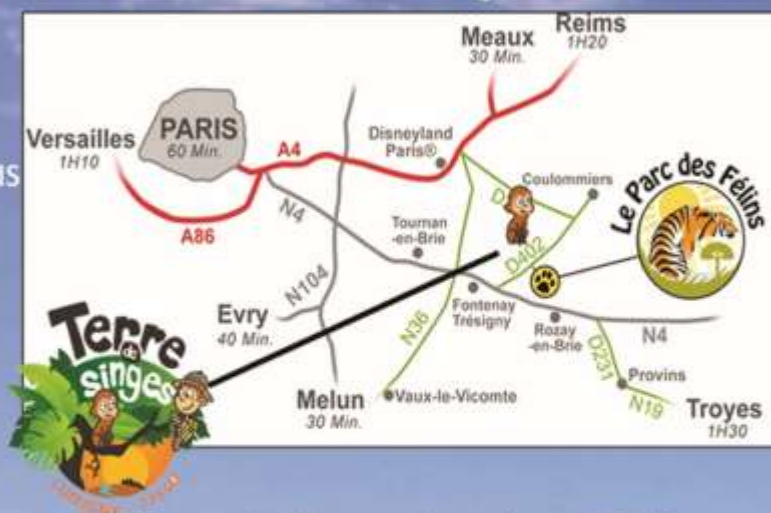 Reims
1H20
Meaux
30 Min.
Versailles
1H10
PARIS
60 Min.
A4
Disneyland
Paris®
Coulommiers
Le Parc des Félins
A86
N4
Tournan
-en-Brie
D402
N104
Evry
40 Min.
N36
Fontenay
Trésigny
Rozay
-en-Brie
N4
D231
Provins
N19
Terre
de
singes
Melun
30 Min.
Vaux-le-Vicomte
Troyes
1H30